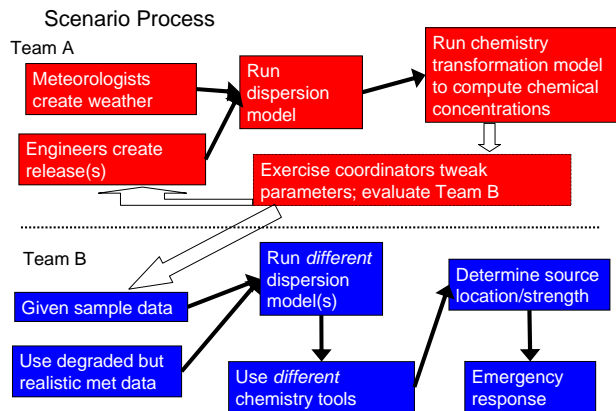 Scenario Process
Team A
Meteorologists
create weather
Run
dispersion
model
Run chemistry
transformation model
to compute chemical
concentrations
Engineers create
release(s)
Exercise coordinators tweak
parameters; evaluate Team B
Team B
Given sample data
Use degraded but
realistic met data
Run different
dispersion
model(s)
Use different
chemistry tools
Determine source
location/strength
Emergency
response